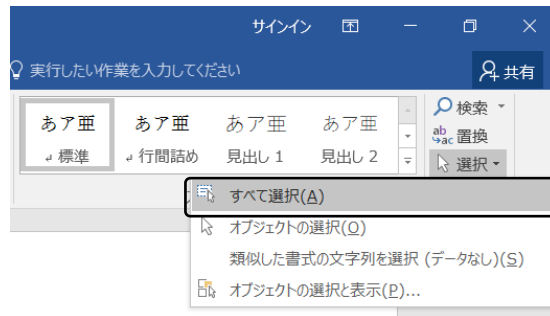 サインイン
実行したい作業を入力してください
共有
あア亜 あア亜 あア亜 あア亜
↲ 標準 ↲ 行間詰め 見出し 1 見出し 2
検索
abac 置換
選択
すべて選択(A)
オブジェクトの選択(O)
類似した書式の文字列を選択 (データなし)(S)
オブジェクトの選択と表示(P)...